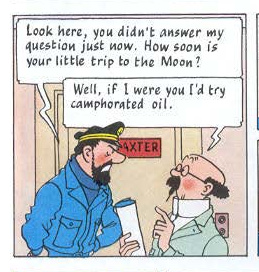 Look here, you didn't answer my
question just now. How soon is
your little trip to the Moon?
Well, if I were you I'd try
camphorated oil.
AXTER